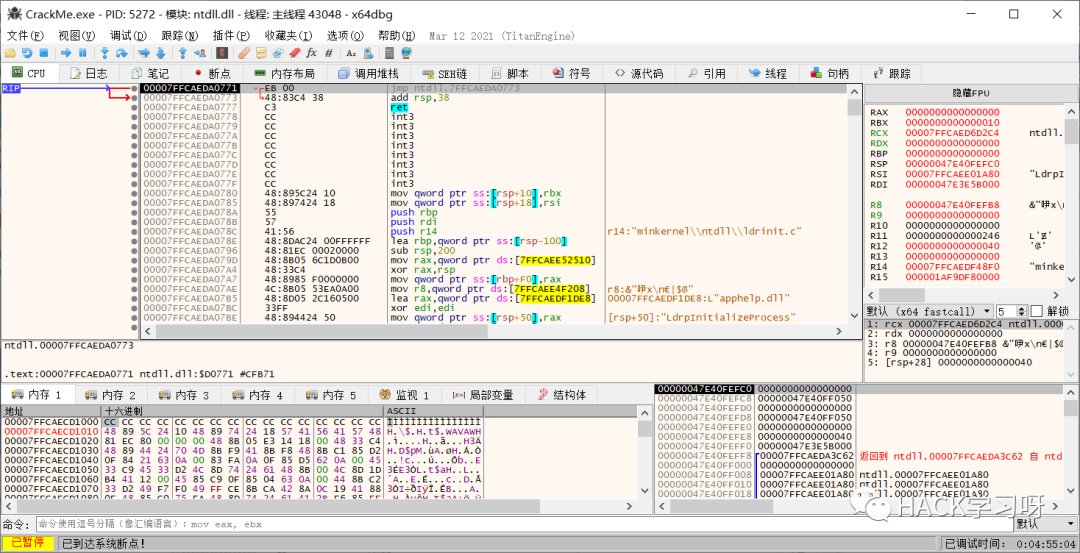 CrackMe.exe - PID: 5272 - 模块: ntdll.dll - 线程: 主线程 43048 - x64dbg
文件(F) 视图(V) 调试(D) 跟踪(N) 插件(P) 收藏夹(I) 选项(O) 帮助(H) Mar 12 2021 (TitanEngine)
CPU 日志 笔记 断点 内存布局 调用堆栈 SEH链 脚本 符号 源代码 引用 线程 句柄 跟踪
RIP
00007FFCAEDA0771 EB 00 jmp ntdll.7FFCAEDA0773
00007FFCAEDA0773 48:83C4 38 add rsp,38
00007FFCAEDA0777 C3 ret
00007FFCAEDA0778 CC int3
00007FFCAEDA0779 CC int3
00007FFCAEDA077A CC int3
00007FFCAEDA077B CC int3
00007FFCAEDA077C CC int3
00007FFCAEDA077D CC int3
00007FFCAEDA077E CC int3
00007FFCAEDA077F CC int3
00007FFCAEDA0780 48:895C24 10 mov qword ptr ss:[rsp+10],rbx
00007FFCAEDA0785 48:897424 18 mov qword ptr ss:[rsp+18],rsi
00007FFCAEDA078A 55 push rbp
00007FFCAEDA078B 57 push rdi
00007FFCAEDA078C 41:56 push r14 r14:"minkernel\\ntdll\\ldrinit.c"
00007FFCAEDA078E 48:8DAC24 00FFFFFF lea rbp,qword ptr ss:[rsp-100]
00007FFCAEDA0796 48:81EC 00020000 sub rsp,200
00007FFCAEDA079D 48:8B05 6C1D0B00 mov rax,qword ptr ds:[7FFCAEE52510]
00007FFCAEDA07A4 48:33C4 xor rax,rsp
00007FFCAEDA07A7 48:8985 F0000000 mov qword ptr ss:[rbp+F0],rax
00007FFCAEDA07AE 4C:8B05 53EA0A00 mov r8,qword ptr ds:[7FFCAEE4F208]
00007FFCAEDA07B5 48:8D05 2C160500 lea rax,qword ptr ds:[7FFCAEDF1DE8] 00007FFCAEDF1DE8:L"apphelp.dll"
00007FFCAEDA07BC 33FF xor edi,edi
00007FFCAEDA07BE 48:894424 50 mov qword ptr ss:[rsp+50],rax [rsp+50]:"LdrpInitializeProcess"
隐藏FPU
RAX 0000000000000000
RBX 0000000000000010
RCX 00007FFCAED6D2C4 ntdll.
RDX 0000000000000000
RBP 0000000000000000
RSP 00000047E40FEFC0
RSI 00007FFCAEE01A80 "LdrpI
RDI 00000047E3E5B000
R8 00000047E40FEFB8
R9 0000000000000000
R10 0000000000000000
R11 0000000000000246
R12 0000000000000040 '@'
R13 0000000000000000
R14 00007FFCAEDF48F0 "minke
R15 000001AF9DF80000
默认 (x64 fastcall) 5 解锁
1: rcx 00007FFCAED6D2C4 ntdll.0000
2: rdx 0000000000000000
3: r8 00000047E40FEFB8
4: r9 0000000000000000
5: [rsp+28] 0000000000000040
ntdll.00007FFCAEDA0773
.text:00007FFCAEDA0771 ntdll.dll:$D0771 #CFB71
内存 1 内存 2 内存 3 内存 4 内存 5 监视 1 局部变量 结构体
地址 十六进制 ASCII
00007FFCAECD1000 CC CC CC CC CC CC CC CC CC CC CC CC CC CC CC CC
00007FFCAECD1010 48 89 5C 24 10 48 89 74 24 18 57 41 56 41 57 48
00007FFCAECD1020 81 EC 80 00 00 00 48 8B 05 E3 14 18 00 48 33 C4
00007FFCAECD1030 48 89 44 24 70 4D 8B F9 41 8B F8 48 8B C1 85 D2
00007FFCAECD1040 0F 84 21 63 0A 00 83 FA 0A 0F 85 D5 62 0A 00 45
00007FFCAECD1050 33 C9 45 33 D2 4C 8D 74 24 61 48 8B 00 4C 8D 1D
00007FFCAECD1060 B4 41 12 00 45 85 C9 0F 85 04 63 0A 00 44 8B C2
00007FFCAECD1070 33 D2 49 F7 F0 49 FF CE 8B CA 42 8A 0C 19 41 88
00000047E40FEFC0 0000000000000000
00000047E40FEFC8 00000047E40FF050
00000047E40FEFD0 0000000000000000
00000047E40FEFD8 0000000000000000
00000047E40FEFE0 0000000000000000
00000047E40FEFE8 0000000000000040
00000047E40FEFF0 00000047E3E5B000
00000047E40FEFF8 00007FFCAEDA3C62 返回到 ntdll.00007FFCAEDA3C62 自 ntd
00000047E40FF000 0000000000000000
00000047E40FF008 00007FFCAEE01A80 ntdll.00007FFCAEE01A80
00000047E40FF010 00007FFCAEE01A80 ntdll.00007FFCAEE01A80
00000047E40FF018 00007FFCAEE01A80 ntdll.00007FFCAEE01A80
HACK学习呀
命令: 命令使用逗号分隔(像汇编语言): mov eax, ebx 默认
已暂停 已到达系统断点! 已调试时间: 0:04:55:04